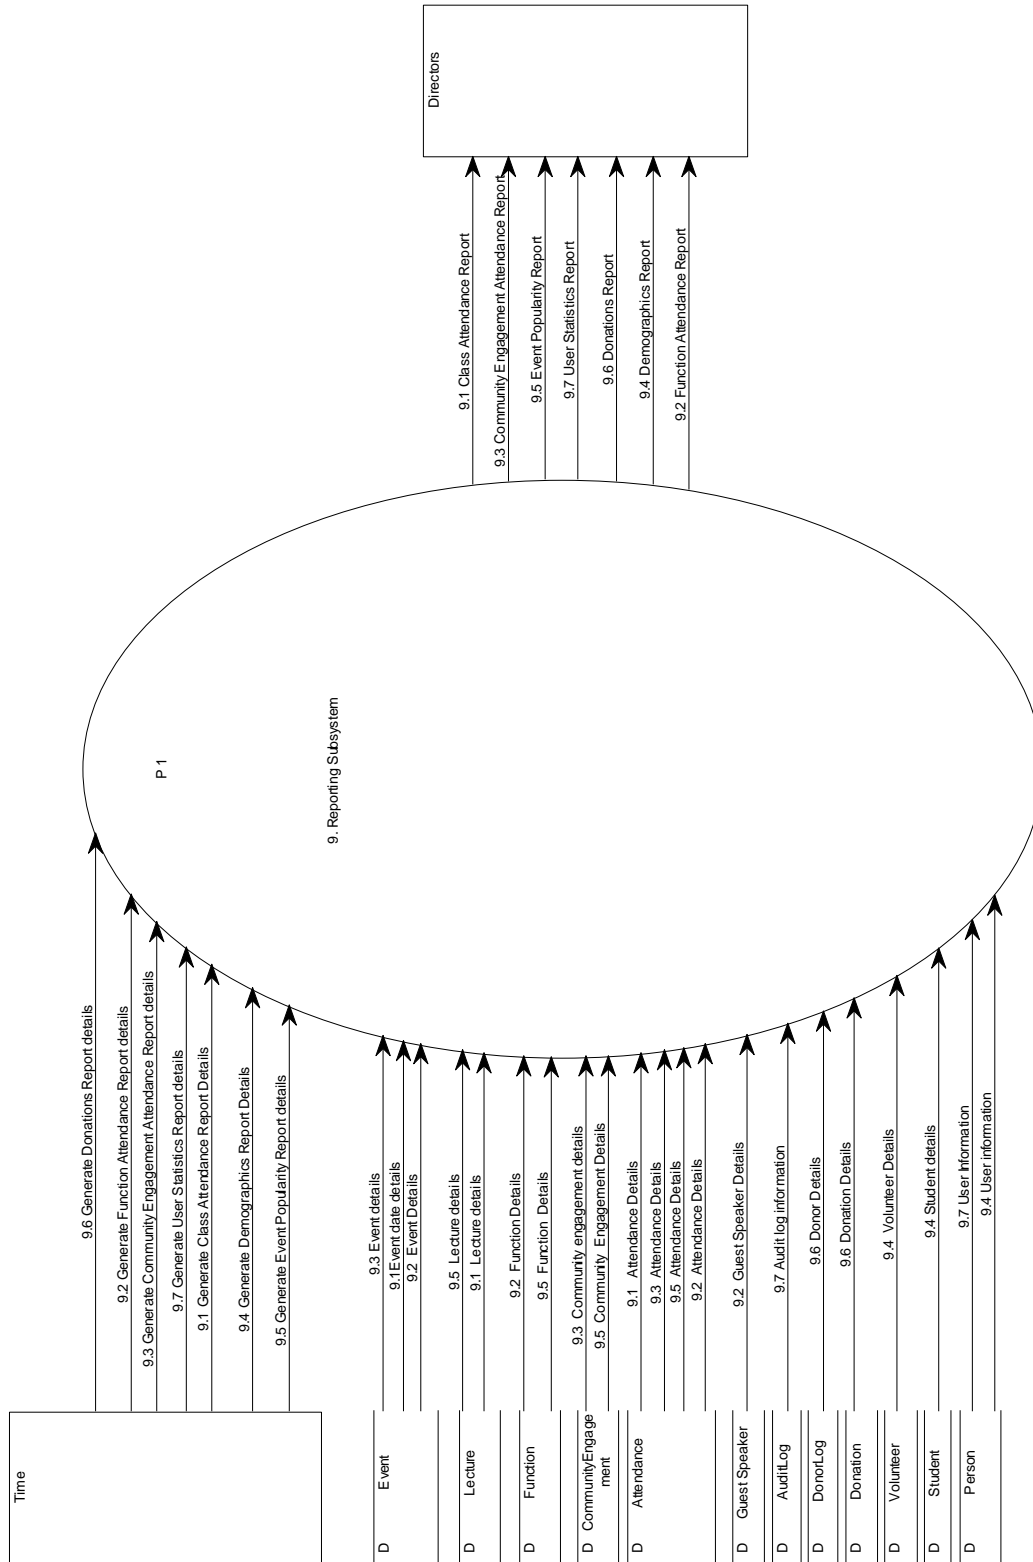 Time
Directors
P 1
9. Reporting Subsystem
9.6 Generate Donations Report details
9.2 Generate Function Attendance Report details
9.3 Generate Community Engagement Attendance Report details
9.7 Generate User Statistics Report details
9.1 Generate Class Attendance Report Details
9.4 Generate Demographics Report Details
9.5 Generate Event Popularity Report details
9.3 Event details
9.1Event date details
9.2 Event Details
9.5 Lecture details
9.1 Lecture details
9.2 Function Details
9.5 Function Details
9.3 Community engagement details
9.5 Community Engagement Details
9.1 Attendance Details
9.3 Attendance Details
9.5 Attendance Details
9.2 Attendance Details
9.2 Guest Speaker Details
9.7 Audit log information
9.6 Donor Details
9.6 Donation Details
9.4 Volunteer Details
9.4 Student details
9.7 User Information
9.4 User information
9.1 Class Attendance Report
9.3 Community Engagement Attendance Report
9.5 Event Popularity Report
9.7 User Statistics Report
9.6 Donations Report
9.4 Demographics Report
9.2 Function Attendance Report
D Event
D Lecture
D Function
D CommunityEngage
ment
D Attendance
D Guest Speaker
D AuditLog
D DonorLog
D Donation
D Volunteer
D Student
D Person